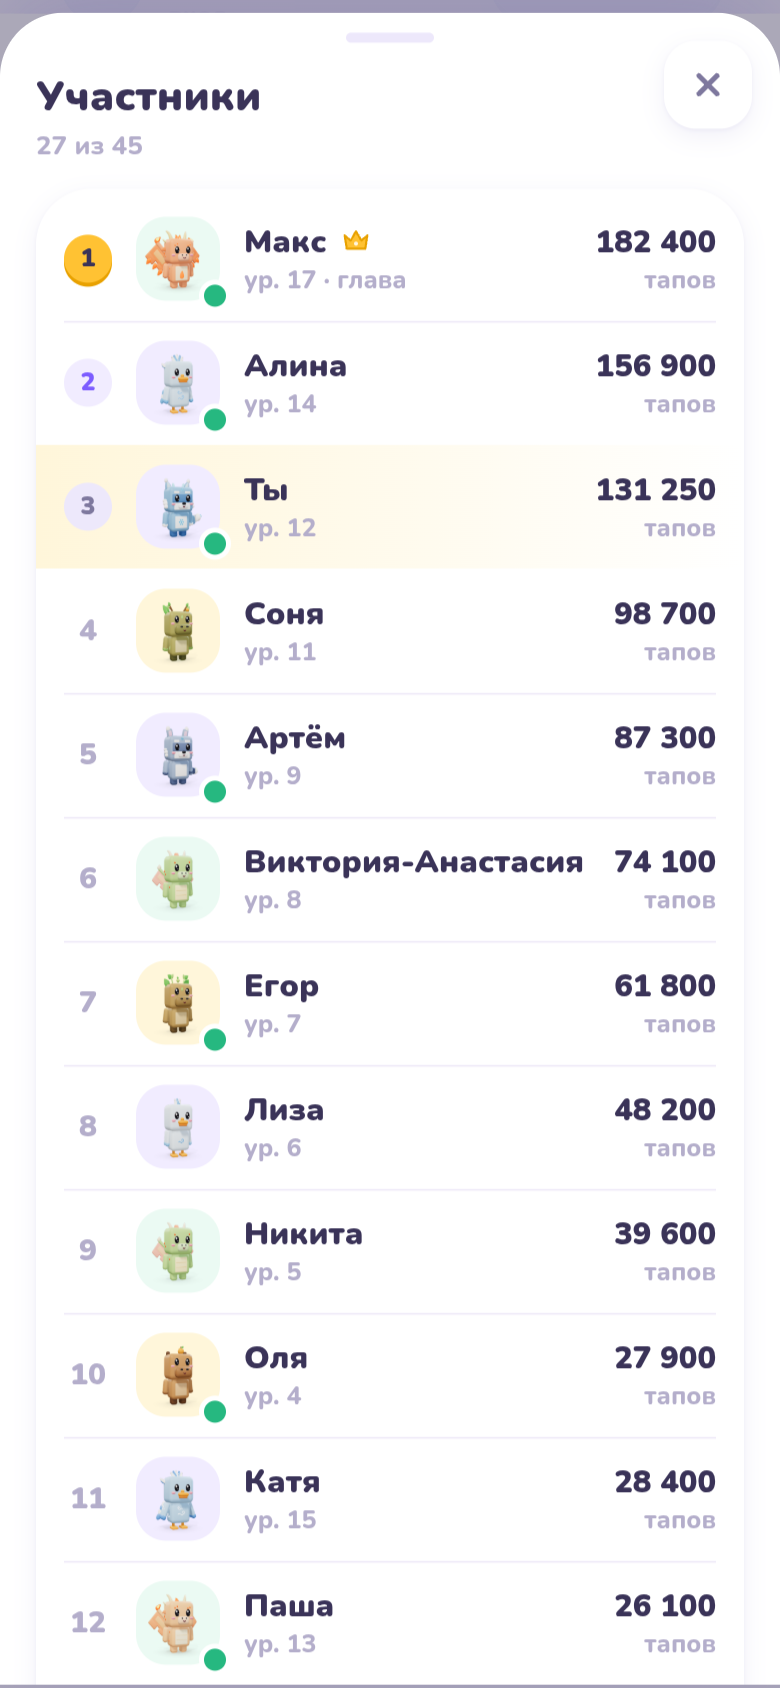 Участники
27 из 45
1 Макс 182 400
ур. 17 · глава тапов
2 Алина 156 900
ур. 14 тапов
3 Ты 131 250
ур. 12 тапов
4 Соня 98 700
ур. 11 тапов
5 Артём 87 300
ур. 9 тапов
6 Виктория-Анастасия 74 100
ур. 8 тапов
7 Егор 61 800
ур. 7 тапов
8 Лиза 48 200
ур. 6 тапов
9 Никита 39 600
ур. 5 тапов
10 Оля 27 900
ур. 4 тапов
11 Катя 28 400
ур. 15 тапов
12 Паша 26 100
ур. 13 тапов